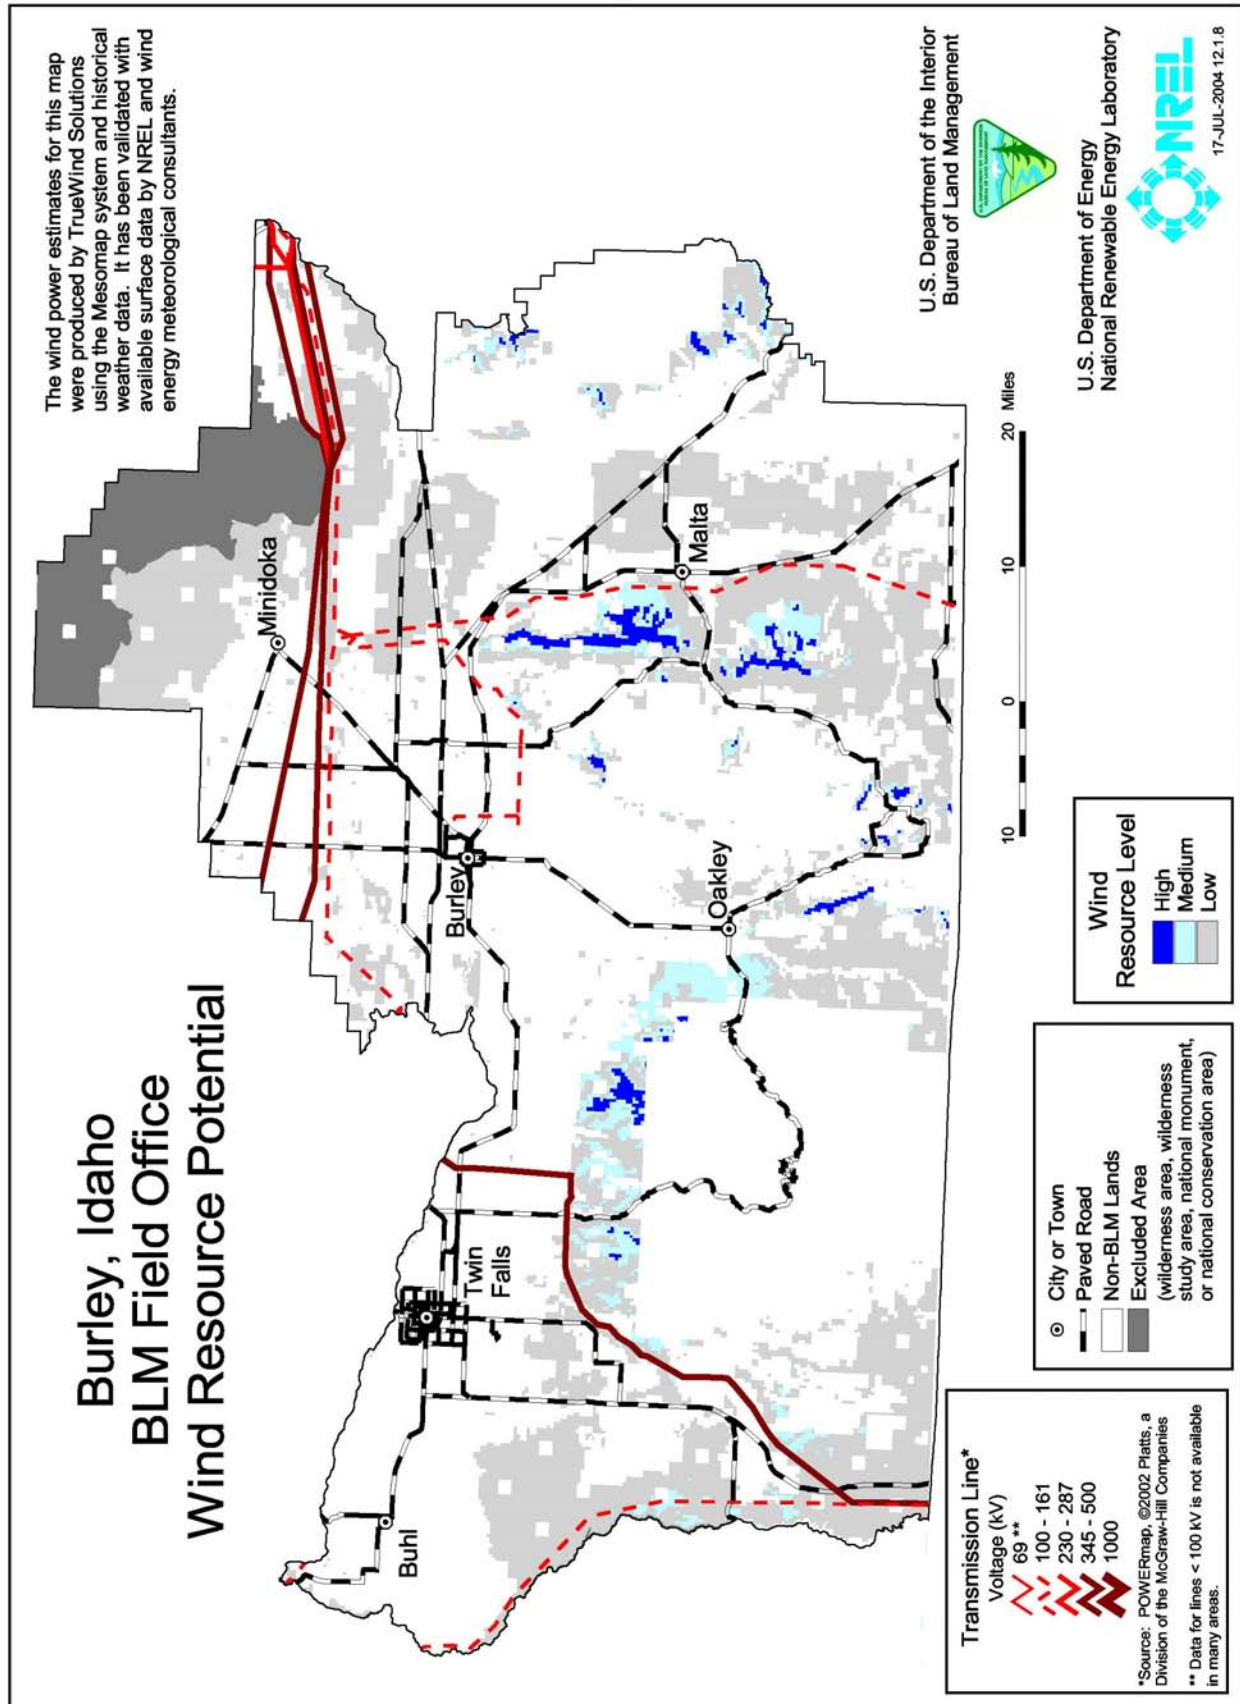 Burley, Idaho
BLM Field Office
Wind Resource Potential
The wind power estimates for this map
were produced by TrueWind Solutions
using the Mesomap system and historical
weather data. It has been validated with
available surface data by NREL and wind
energy meteorological consultants.
Buhl
Twin
Falls
Burley
Minidoka
Oakley
Malta
Transmission Line*
Voltage (kV)
69 **
100 - 161
230 - 287
345 - 500
1000
*Source: POWERmap, ©2002 Platts, a
Division of the McGraw-Hill Companies
** Data for lines < 100 kV is not available
in many areas.
City or Town
Paved Road
Non-BLM Lands
Excluded Area
(wilderness area, wilderness
study area, national monument,
or national conservation area)
Wind
Resource Level
High
Medium
Low
10
0
10
20 Miles
U.S. Department of the Interior
Bureau of Land Management
U.S. Department of Energy
National Renewable Energy Laboratory
NREL
17-JUL-2004 12.1.8